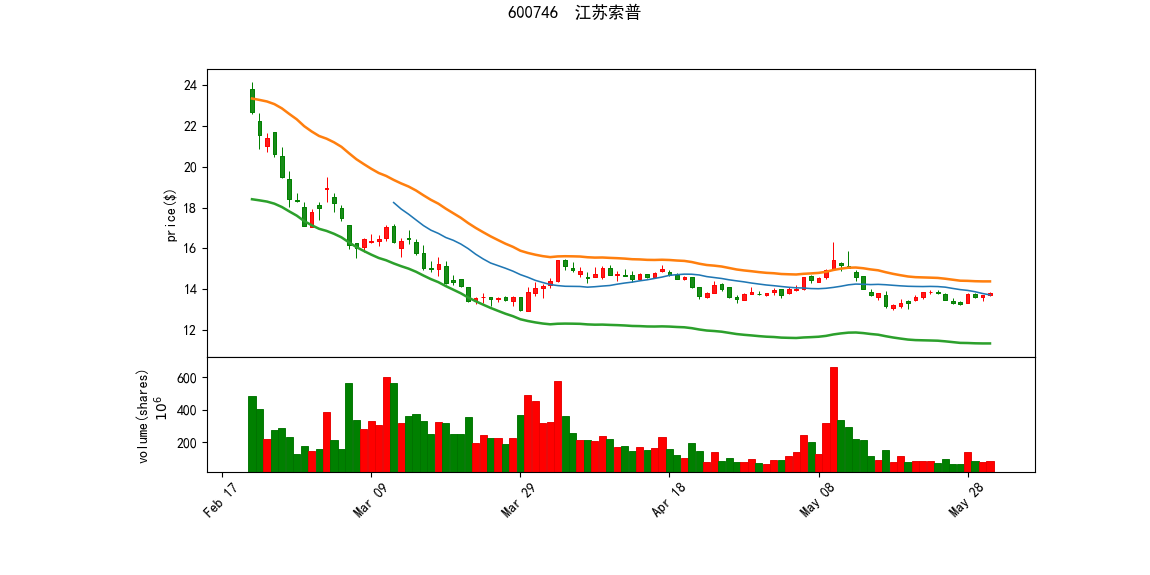 600746 江苏索普
price($)
24
22
20
18
16
14
12
volume(shares)
10^6
600
400
200
Feb 17
Mar 09
Mar 29
Apr 18
May 08
May 28